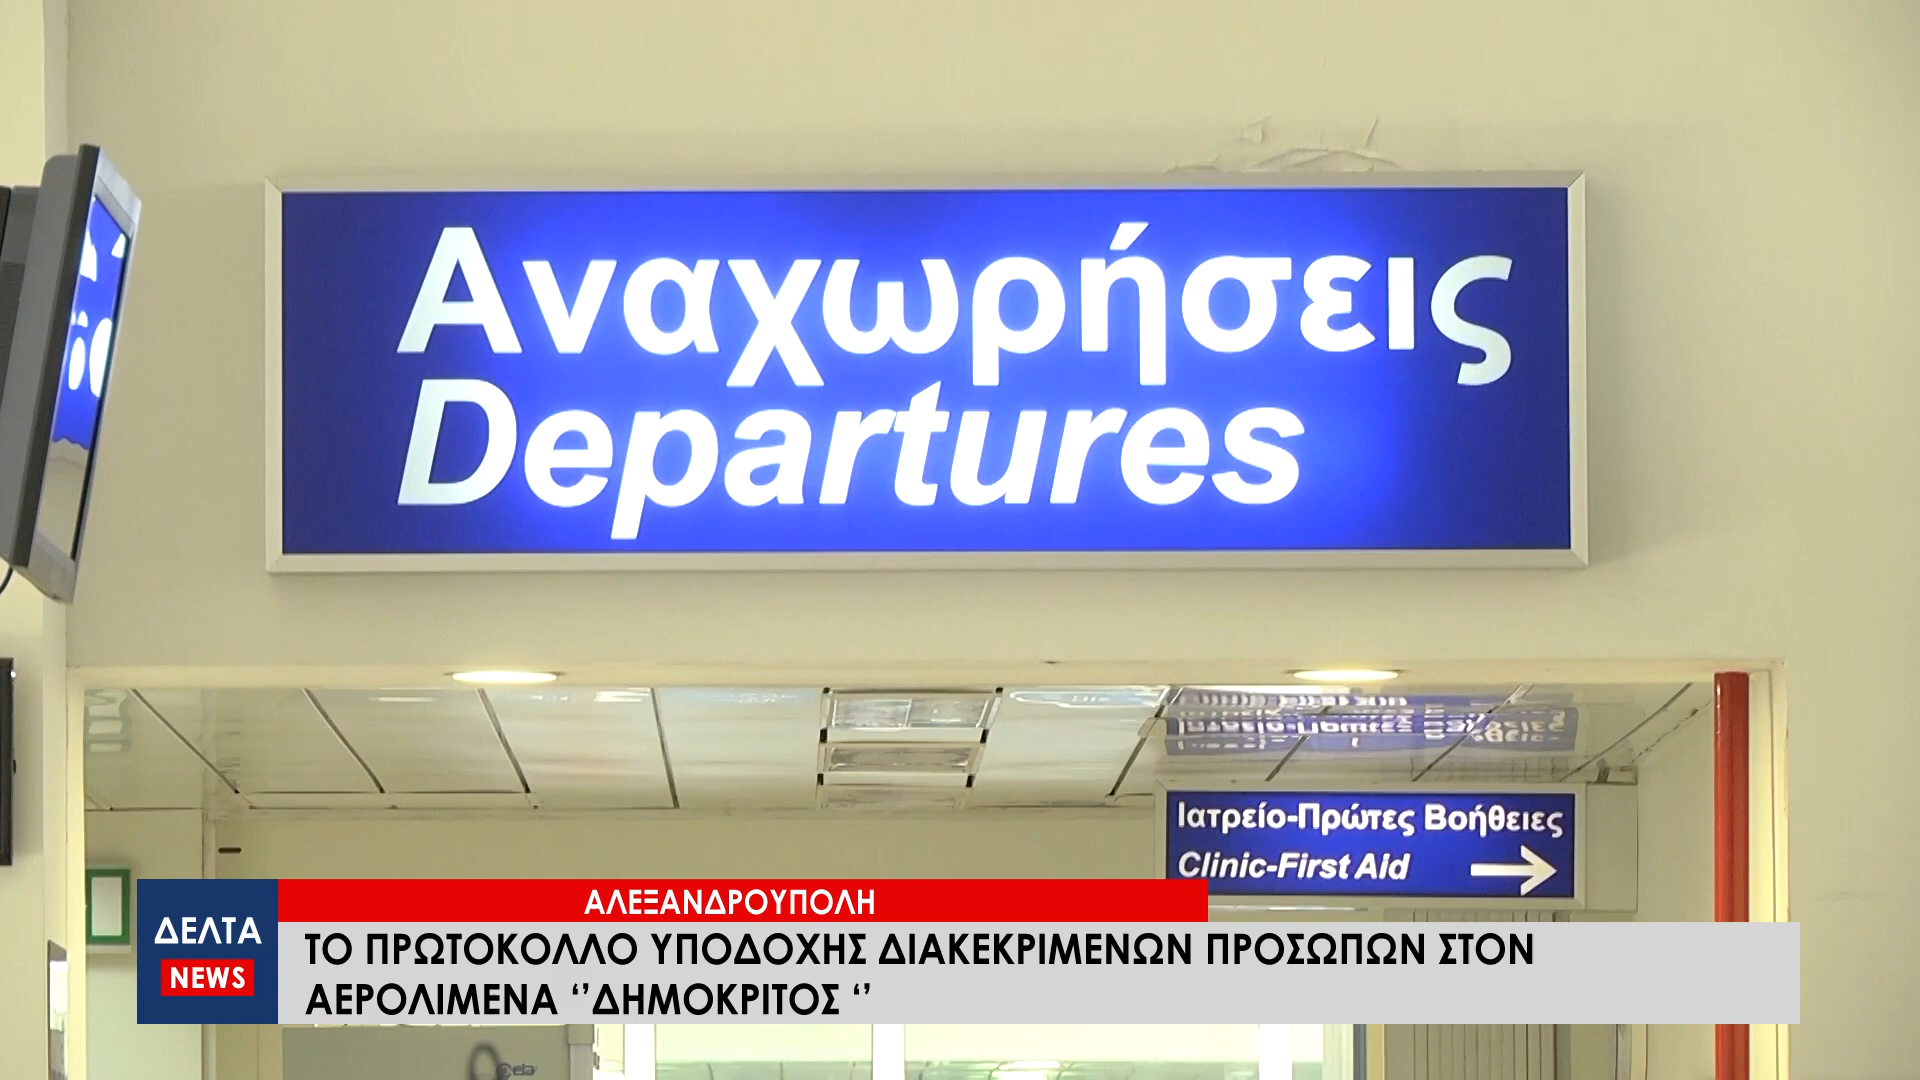 Αναχωρήσεις
Departures
Ιατρείο-Πρώτες Βοήθειες
Clinic-First Aid
ΑΛΕΞΑΝΔΡΟΥΠΟΛΗ
ΔΕΛΤΑ
NEWS
ΤΟ ΠΡΩΤΟΚΟΛΛΟ ΥΠΟΔΟΧΗΣ ΔΙΑΚΕΚΡΙΜΕΝΩΝ ΠΡΟΣΩΠΩΝ ΣΤΟΝ
ΑΕΡΟΛΙΜΕΝΑ ‘’ΔΗΜΟΚΡΙΤΟΣ ‘’